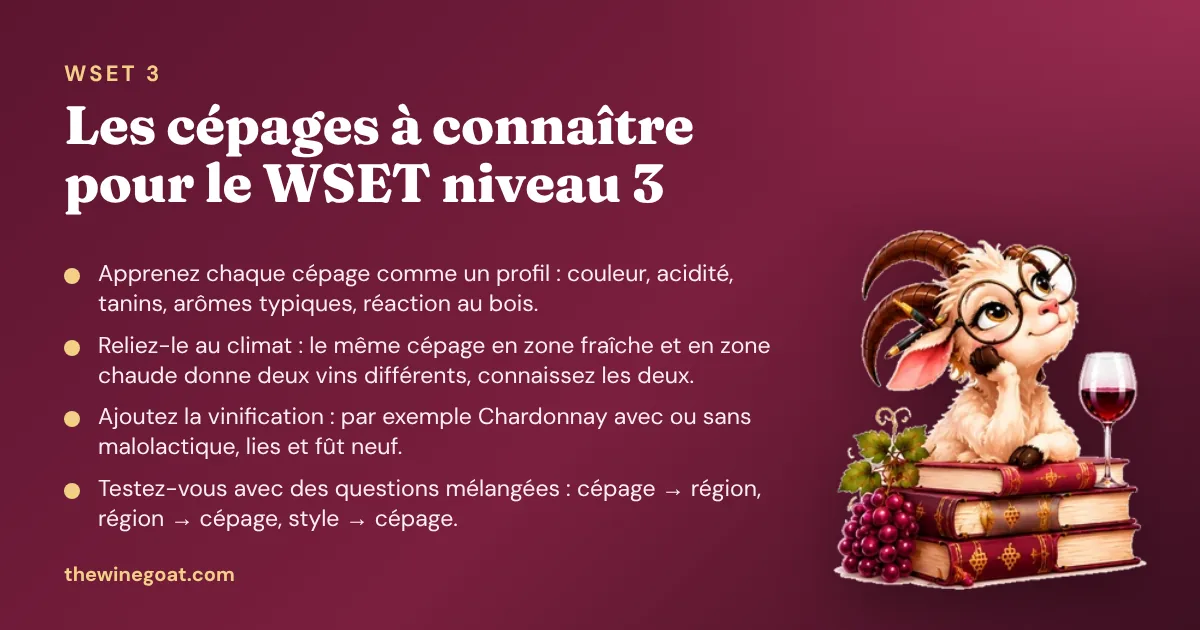 WSET 3
Les cépages à connaître
pour le WSET niveau 3
Apprenez chaque cépage comme un profil : couleur, acidité,
tanins, arômes typiques, réaction au bois.
Reliez-le au climat : le même cépage en zone fraîche et en zone
chaude donne deux vins différents, connaissez les deux.
Ajoutez la vinification : par exemple Chardonnay avec ou sans
malolactique, lies et fût neuf.
Testez-vous avec des questions mélangées : cépage → région,
région → cépage, style → cépage.
thewinegoat.com